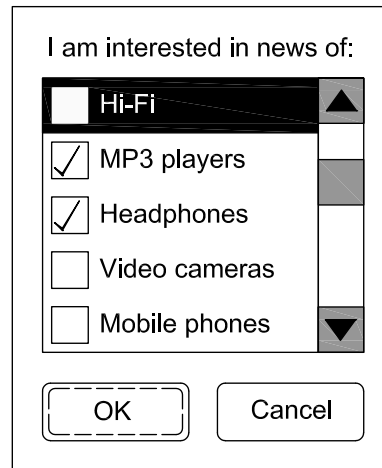 I am interested in news of:
Hi-Fi
MP3 players
Headphones
Video cameras
Mobile phones
OK
Cancel